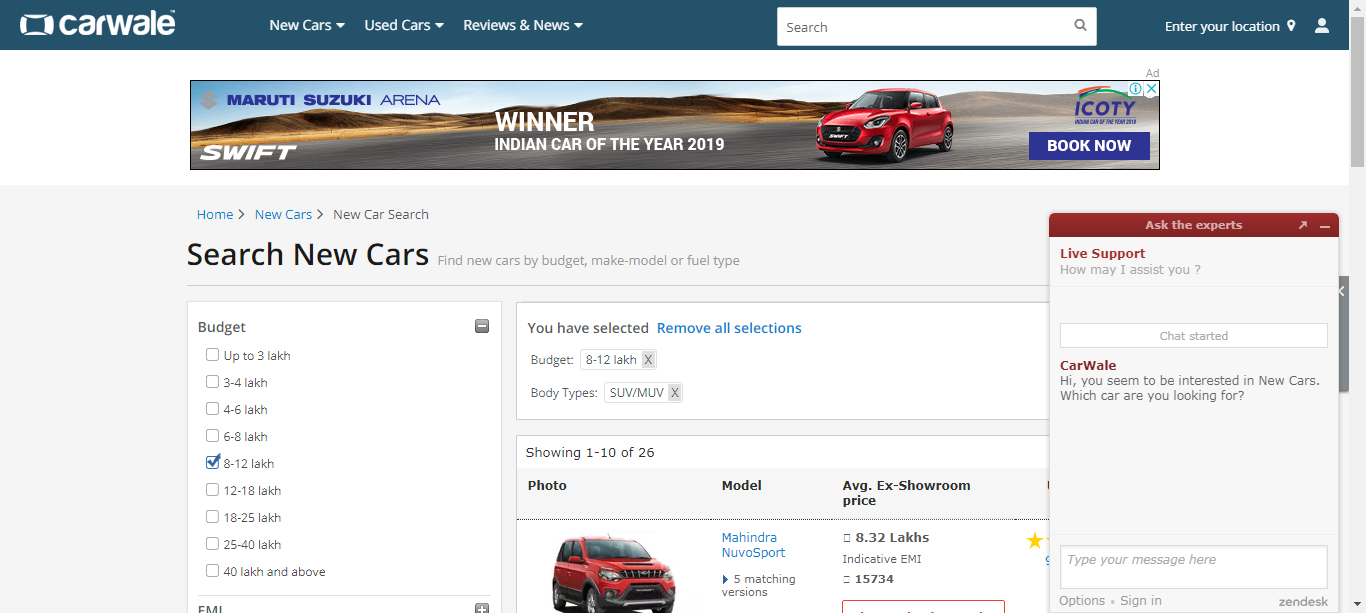 carwale
New Cars Used Cars Reviews & News
Search
Enter your location
Ad
MARUTI SUZUKI ARENA
SWIFT
WINNER
INDIAN CAR OF THE YEAR 2019
SWIFT
ICOTY
INDIAN CAR OF THE YEAR 2019
BOOK NOW
Home > New Cars > New Car Search
Search New Cars Find new cars by budget, make-model or fuel type
Budget
Up to 3 lakh
3-4 lakh
4-6 lakh
6-8 lakh
8-12 lakh
12-18 lakh
18-25 lakh
25-40 lakh
40 lakh and above
EMI
You have selected Remove all selections
Budget: 8-12 lakh X
Body Types: SUV/MUV X
Showing 1-10 of 26
Photo Model Avg. Ex-Showroom
price
Mahindra
NuvoSport
5 matching
versions
8.32 Lakhs
Indicative EMI
15734
Ask the experts
Live Support
How may I assist you ?
Chat started
CarWale
Hi, you seem to be interested in New Cars.
Which car are you looking for?
Type your message here
Options • Sign in
zendesk